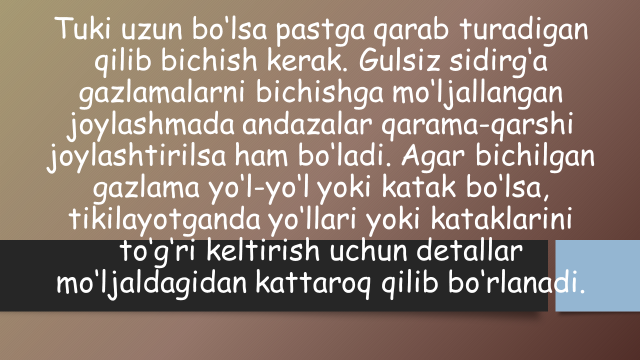 Tuki uzun bo‘lsa pastga qarab turadigan
qilib bichish kerak. Gulsiz sidirg‘a
gazlamalarni bichishga mo‘ljallangan
joylashmada andazalar qarama-qarshi
joylashtirilsa ham bo‘ladi. Agar bichilgan
gazlama yo‘l-yo‘l yoki katak bo‘lsa,
tikilayotganda yo‘llari yoki kataklarini
to‘g‘ri keltirish uchun detallar
mo‘ljaldagidan kattaroq qilib bo‘rlanadi.